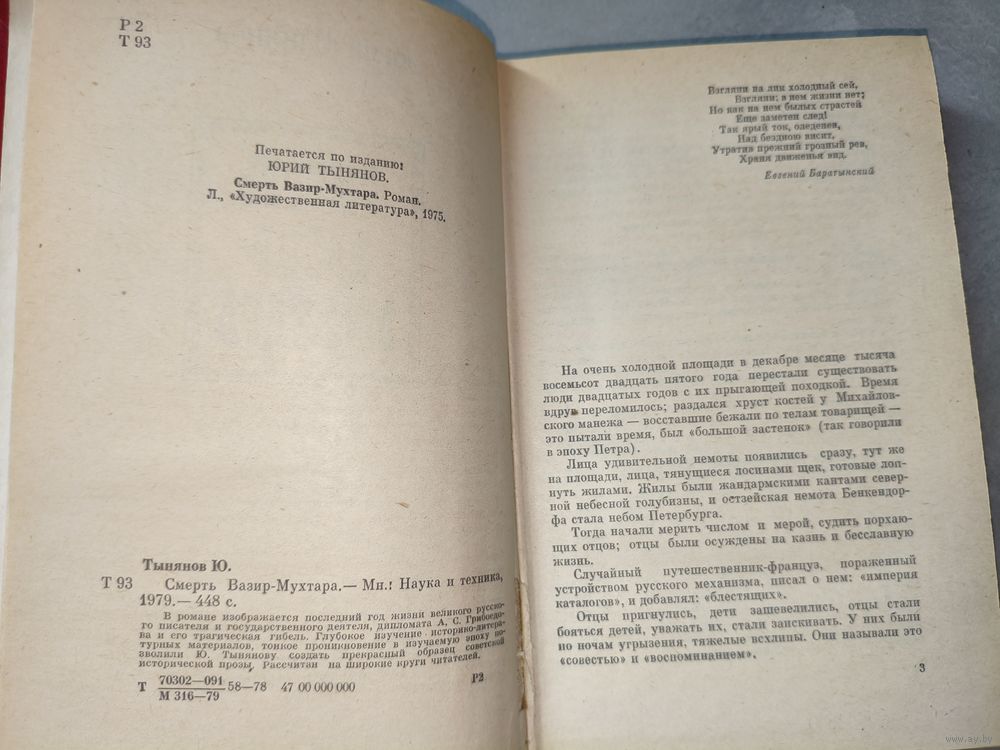 Р 2
Т 93
Печатается по изданию:
ЮРИЙ ТЫНЯНОВ.
Смерть Вазир-Мухтара. Роман.
Л., «Художественная литература», 1975.
Тынянов Ю.
Т 93 Смерть Вазир-Мухтара.— Мн.: Наука и техника,
1979.— 448 с.
В романе изображается последний год жизни великого русско-
го писателя и государственного деятеля, дипломата А. С. Грибоедо-
ва и его трагическая гибель. Глубокое изучение историко-литера-
турных материалов, тонкое проникновение в изучаемую эпоху по-
зволили Ю. Тынянову создать прекрасный образец советской
исторической прозы. Рассчитан на широкие круги читателей.
Т 70302—091 58—78 47 00 000 000 Р2
М 316—79
Взгляни на лик холодный сей,
Взгляни: в нем жизни нет;
Но как на нем былых страстей
Еще заметен след!
Так ярый ток, оледенев,
Над бездною висит,
Утратив прежний грозный рев,
Храня движенья вид.
Евгений Баратынский
На очень холодной площади в декабре месяце тысяча
восемьсот двадцать пятого года перестали существовать
люди двадцатых годов с их прыгающей походкой. Время
вдруг переломилось; раздался хруст костей у Михайлов-
ского манежа — восставшие бежали по телам товарищей —
это пытали время, был «большой застенок» (так говорили
в эпоху Петра).
Лица удивительной немоты появились сразу, тут же
на площади, лица, тянущиеся лосинами щек, готовые лоп-
нуть жилами. Жилы были жандармскими кантами север-
ной небесной голубизны, и остзейская немота Бенкендор-
фа стала небом Петербурга.
Тогда начали мерить числом и мерой, судить порхаю-
щих отцов; отцы были осуждены на казнь и бесславную
жизнь.
Случайный путешественник-француз, пораженный
устройством русского механизма, писал о нем: «империя
каталогов», и добавлял: «блестящих».
Отцы пригнулись, дети зашевелились, отцы стали
бояться детей, уважать их, стали заискивать. У них были
по ночам угрызения, тяжелые всхлипы. Они называли это
«совестью» и «воспоминанием».
3
www.ay.by